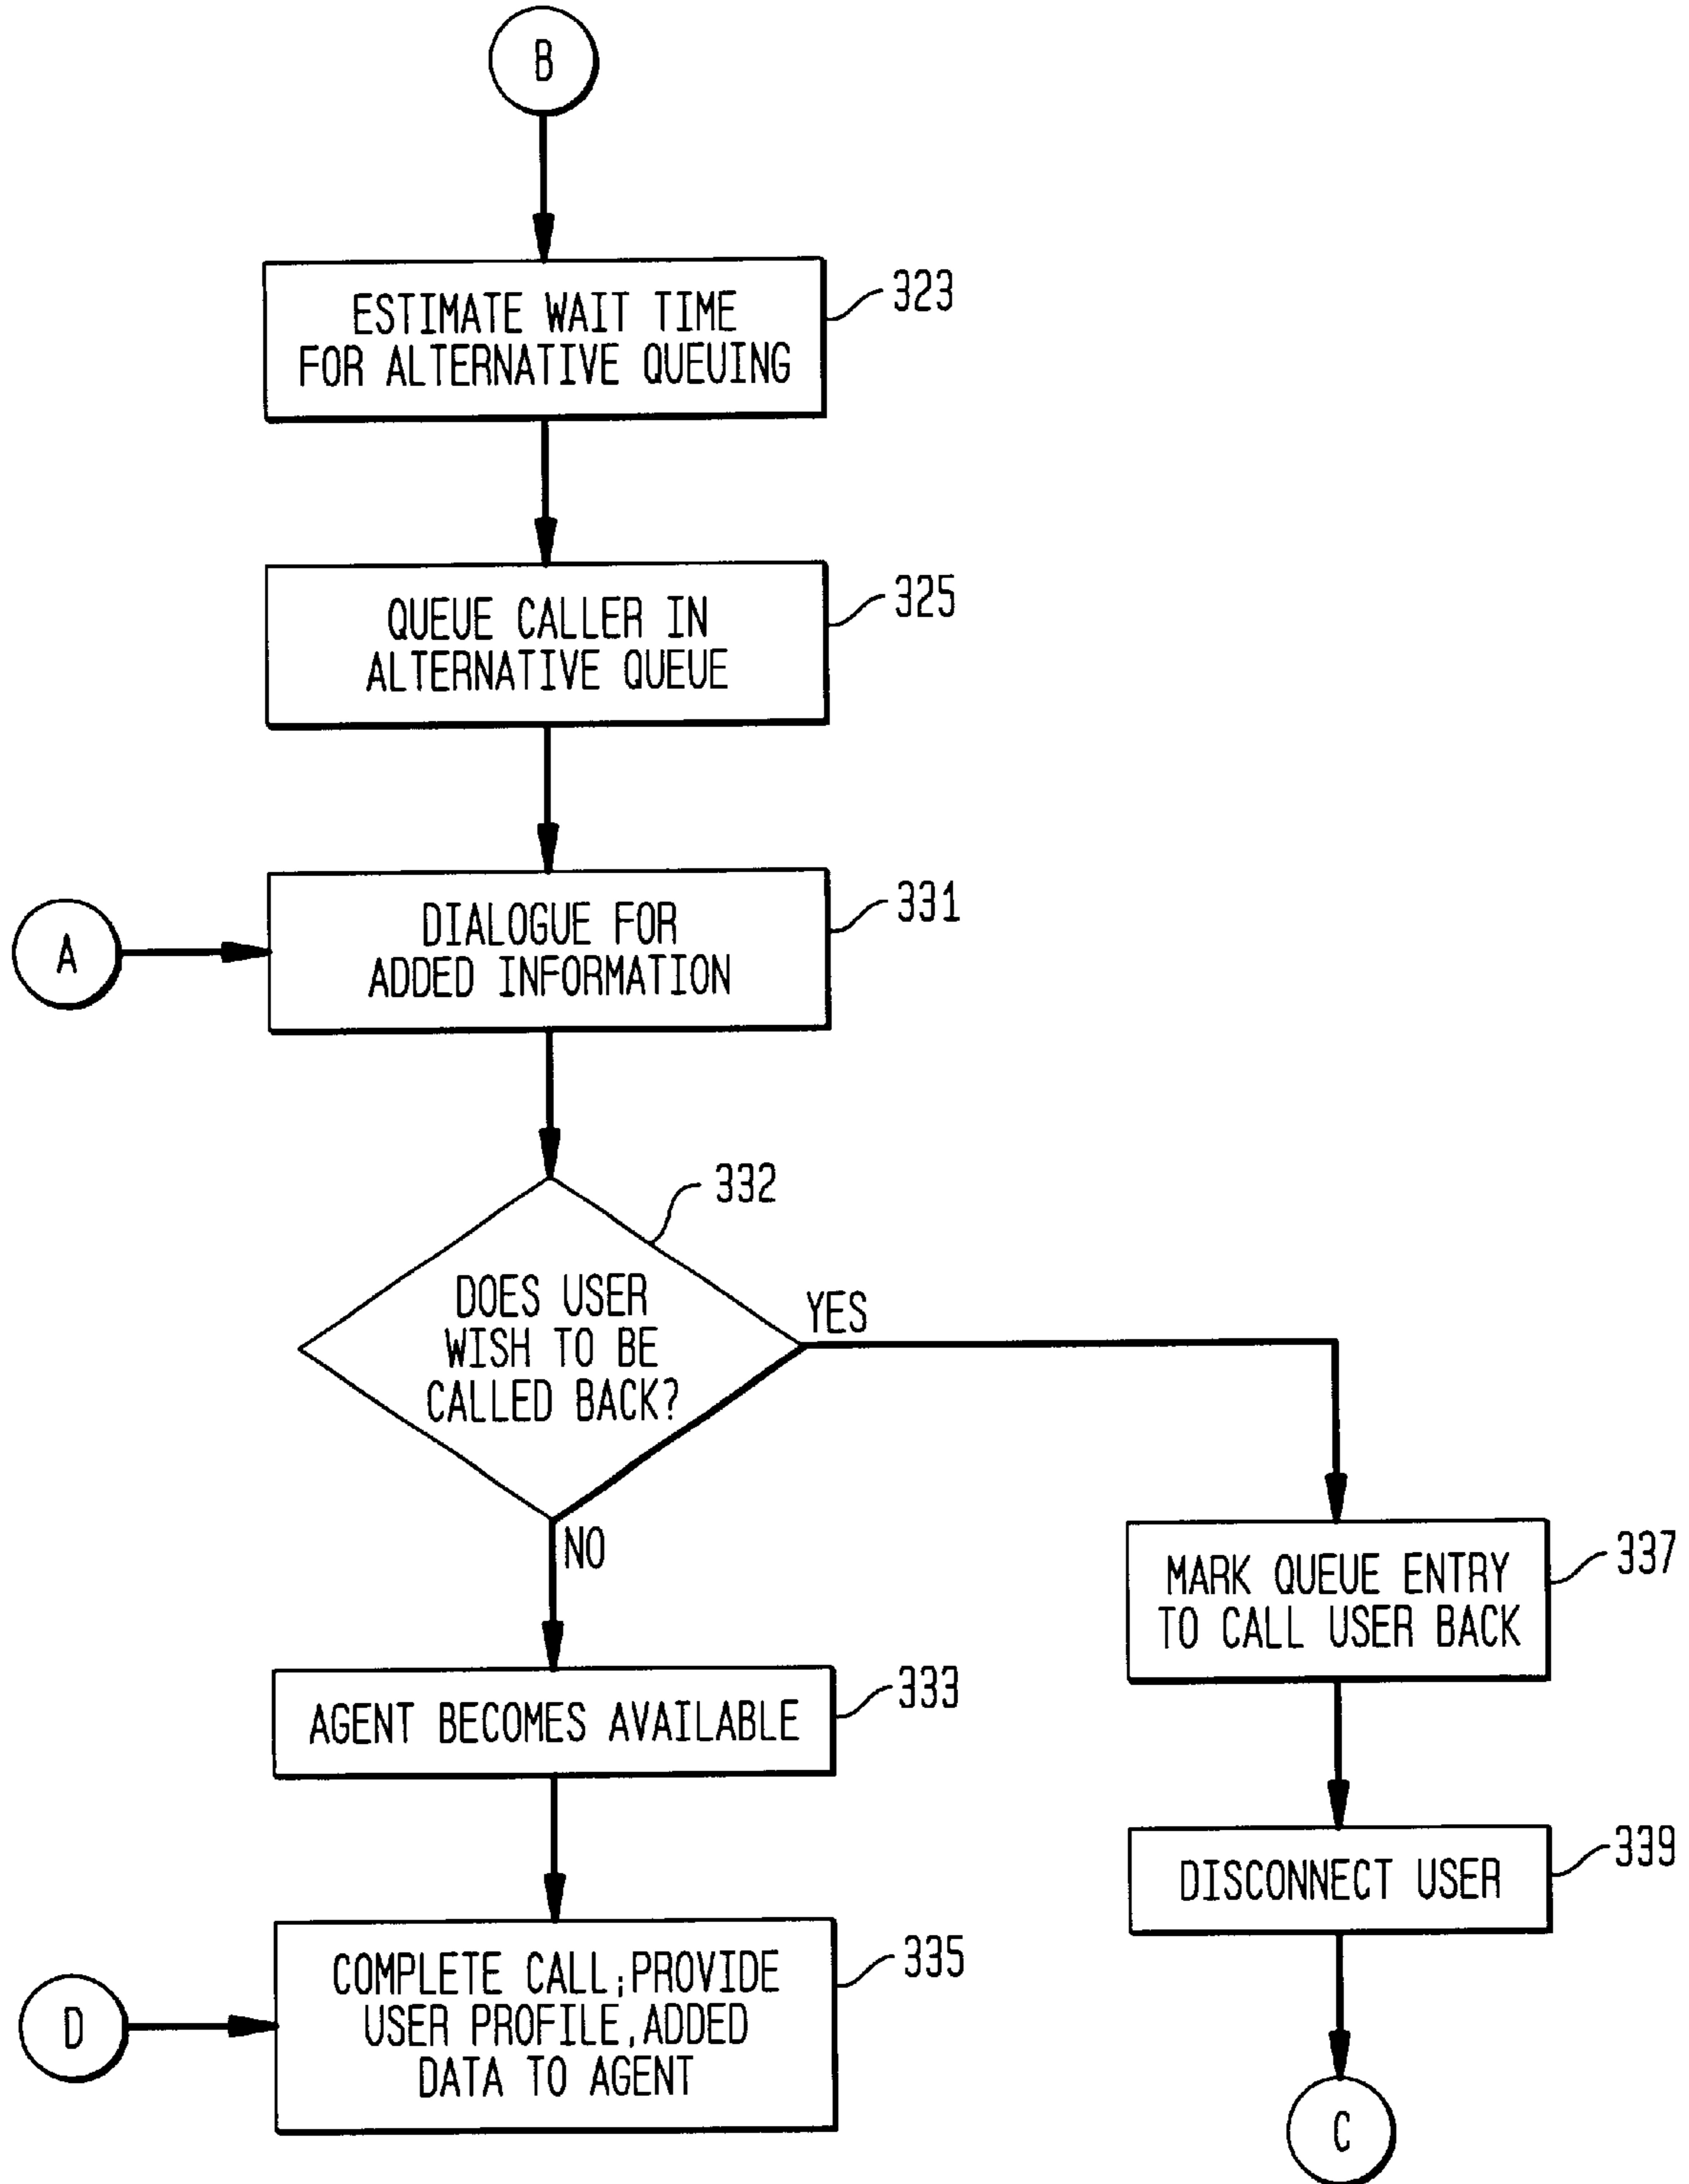 B
ESTIMATE WAIT TIME
FOR ALTERNATIVE QUEUING
323
QUEUE CALLER IN
ALTERNATIVE QUEUE
325
A
DIALOGUE FOR
ADDED INFORMATION
331
332
DOES USER
WISH TO BE
CALLED BACK?
YES
NO
MARK QUEUE ENTRY
TO CALL USER BACK
337
AGENT BECOMES AVAILABLE
333
DISCONNECT USER
339
D
COMPLETE CALL;PROVIDE
USER PROFILE,ADDED
DATA TO AGENT
335
C